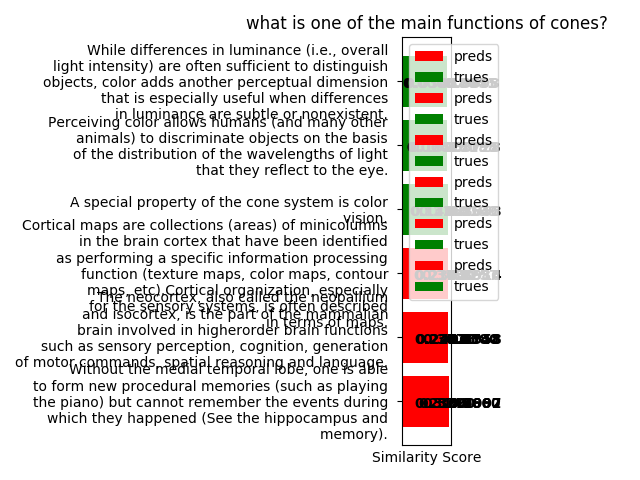 what is one of the main functions of cones?
While differences in luminance (i.e., overall
light intensity) are often sufficient to distinguish
objects, color adds another perceptual dimension
that is especially useful when differences
in luminance are subtle or nonexistent.
Perceiving color allows humans (and many other
animals) to discriminate objects on the basis
of the distribution of the wavelengths of light
that they reflect to the eye.
A special property of the cone system is color
vision.
Cortical maps are collections (areas) of minicolumns
in the brain cortex that have been identified
as performing a specific information processing
function (texture maps, color maps, contour
maps, etc).Cortical organization, especially
for the sensory systems, is often described
in terms of maps.
The neocortex, also called the neopallium
and isocortex, is the part of the mammalian
brain involved in higherorder brain functions
such as sensory perception, cognition, generation
of motor commands, spatial reasoning and language.
Without the medial temporal lobe, one is able
to form new procedural memories (such as playing
the piano) but cannot remember the events during
which they happened (See the hippocampus and
memory).
preds
trues
preds
trues
preds
trues
preds
trues
preds
trues
preds
trues
Similarity Score